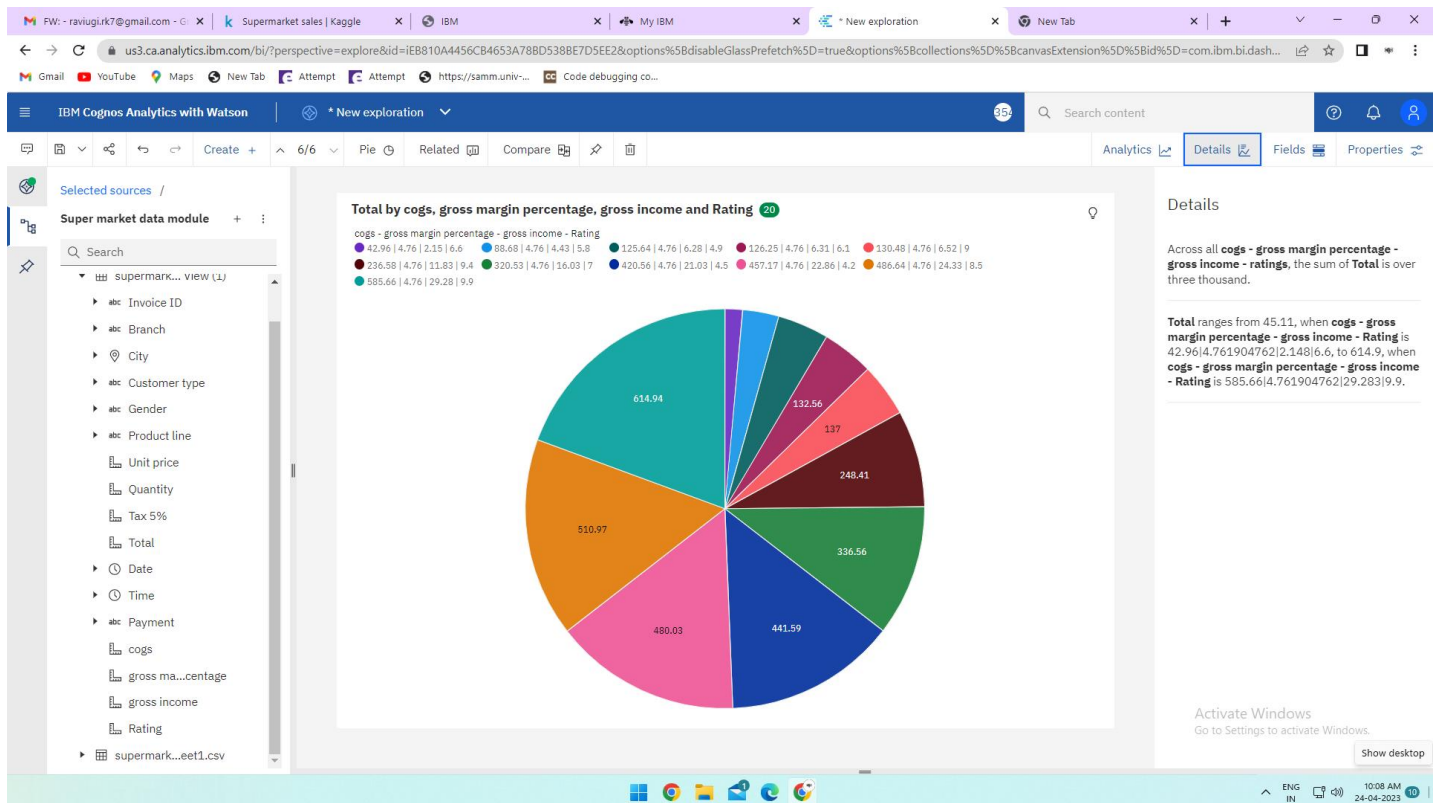 FW: - raviugi.rk7@gmail.com - G
Supermarket sales | Kaggle
IBM
My IBM
* New exploration
New Tab
us3.ca.analytics.ibm.com/bi/?perspective=explore&id=iEB810A4456CB4653A78BD538BE7D5EE2&options%5BdisableGlassPrefetch%5D=true&options%5Bcollections%5D%5BcanvasExtension%5D%5Bid%5D=com.ibm.bi.dash...
Gmail YouTube Maps New Tab Attempt Attempt https://samm.univ-... Code debugging co...
IBM Cognos Analytics with Watson
* New exploration
354
Search content
Create + 6/6 Pie Related Compare
Analytics Details Fields Properties
Selected sources /
Super market data module
Search
supermark... View (1)
abc Invoice ID
abc Branch
City
abc Customer type
abc Gender
abc Product line
Unit price
Quantity
Tax 5%
Total
Date
Time
abc Payment
cogs
gross ma...centage
gross income
Rating
supermark...eet1.csv
Total by cogs, gross margin percentage, gross income and Rating 20
cogs - gross margin percentage - gross income - Rating
42.96 | 4.76 | 2.15 | 6.6 88.68 | 4.76 | 4.43 | 5.8 125.64 | 4.76 | 6.28 | 4.9 126.25 | 4.76 | 6.31 | 6.1 130.48 | 4.76 | 6.52 | 9
236.58 | 4.76 | 11.83 | 9.4 320.53 | 4.76 | 16.03 | 7 420.56 | 4.76 | 21.03 | 4.5 457.17 | 4.76 | 22.86 | 4.2 486.64 | 4.76 | 24.33 | 8.5
585.66 | 4.76 | 29.28 | 9.9
614.94
132.56
137
248.41
510.97
336.56
480.03
441.59
Details
Across all cogs - gross margin percentage -
gross income - ratings, the sum of Total is over
three thousand.
Total ranges from 45.11, when cogs - gross
margin percentage - gross income - Rating is
42.96|4.761904762|2.148|6.6, to 614.9, when
cogs - gross margin percentage - gross income
- Rating is 585.66|4.761904762|29.283|9.9.
Activate Windows
Go to Settings to activate Windows.
Show desktop
ENG
IN
10:08 AM
24-04-2023
10